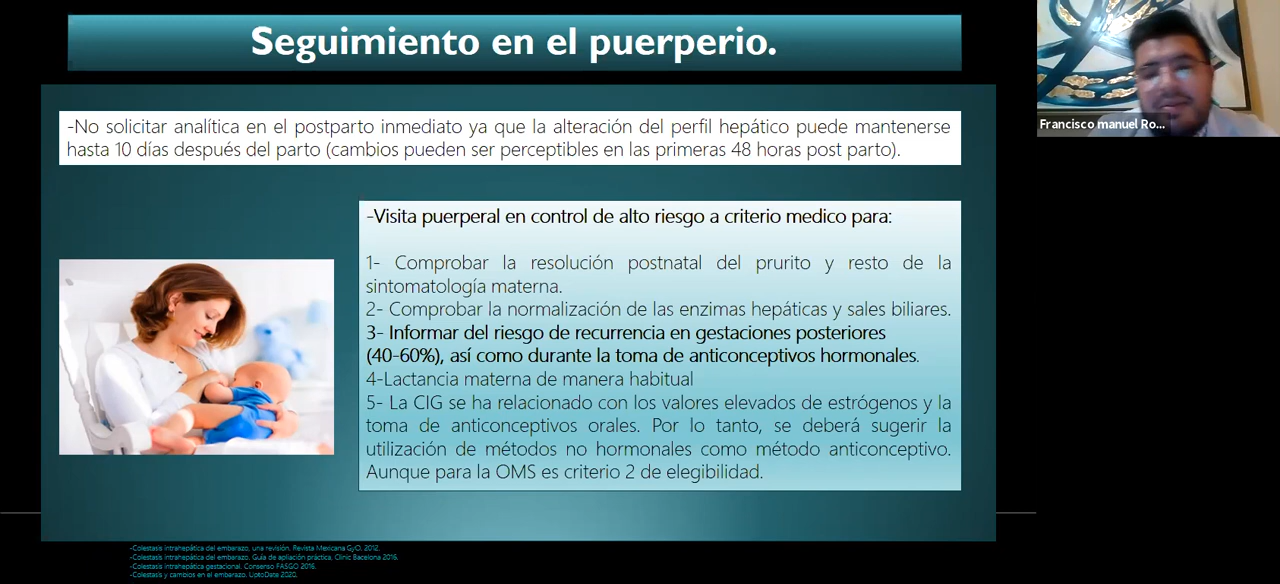 Seguimiento en el puerperio.
-No solicitar analítica en el postparto inmediato ya que la alteración del perfil hepático puede mantenerse
hasta 10 días después del parto (cambios pueden ser perceptibles en las primeras 48 horas post parto).
-Visita puerperal en control de alto riesgo a criterio medico para:
1- Comprobar la resolución postnatal del prurito y resto de la
sintomatología materna.
2- Comprobar la normalización de las enzimas hepáticas y sales biliares.
3- Informar del riesgo de recurrencia en gestaciones posteriores
(40-60%), así como durante la toma de anticonceptivos hormonales.
4-Lactancia materna de manera habitual
5- La CIG se ha relacionado con los valores elevados de estrógenos y la
toma de anticonceptivos orales. Por lo tanto, se deberá sugerir la
utilización de métodos no hormonales como método anticonceptivo.
Aunque para la OMS es criterio 2 de elegibilidad.
-Colestasis intrahepática del embarazo, una revisión. Revista Mexicana GyO. 2012.
-Colestasis intrahepática del embarazo. Guía de apliación práctica, Clinic Bacelona 2016.
-Colestasis intrahepática gestacional. Consenso FASGO 2016.
-Colestasis y cambios en el embarazo. UptoDate 2020.
Francisco manuel Ro...